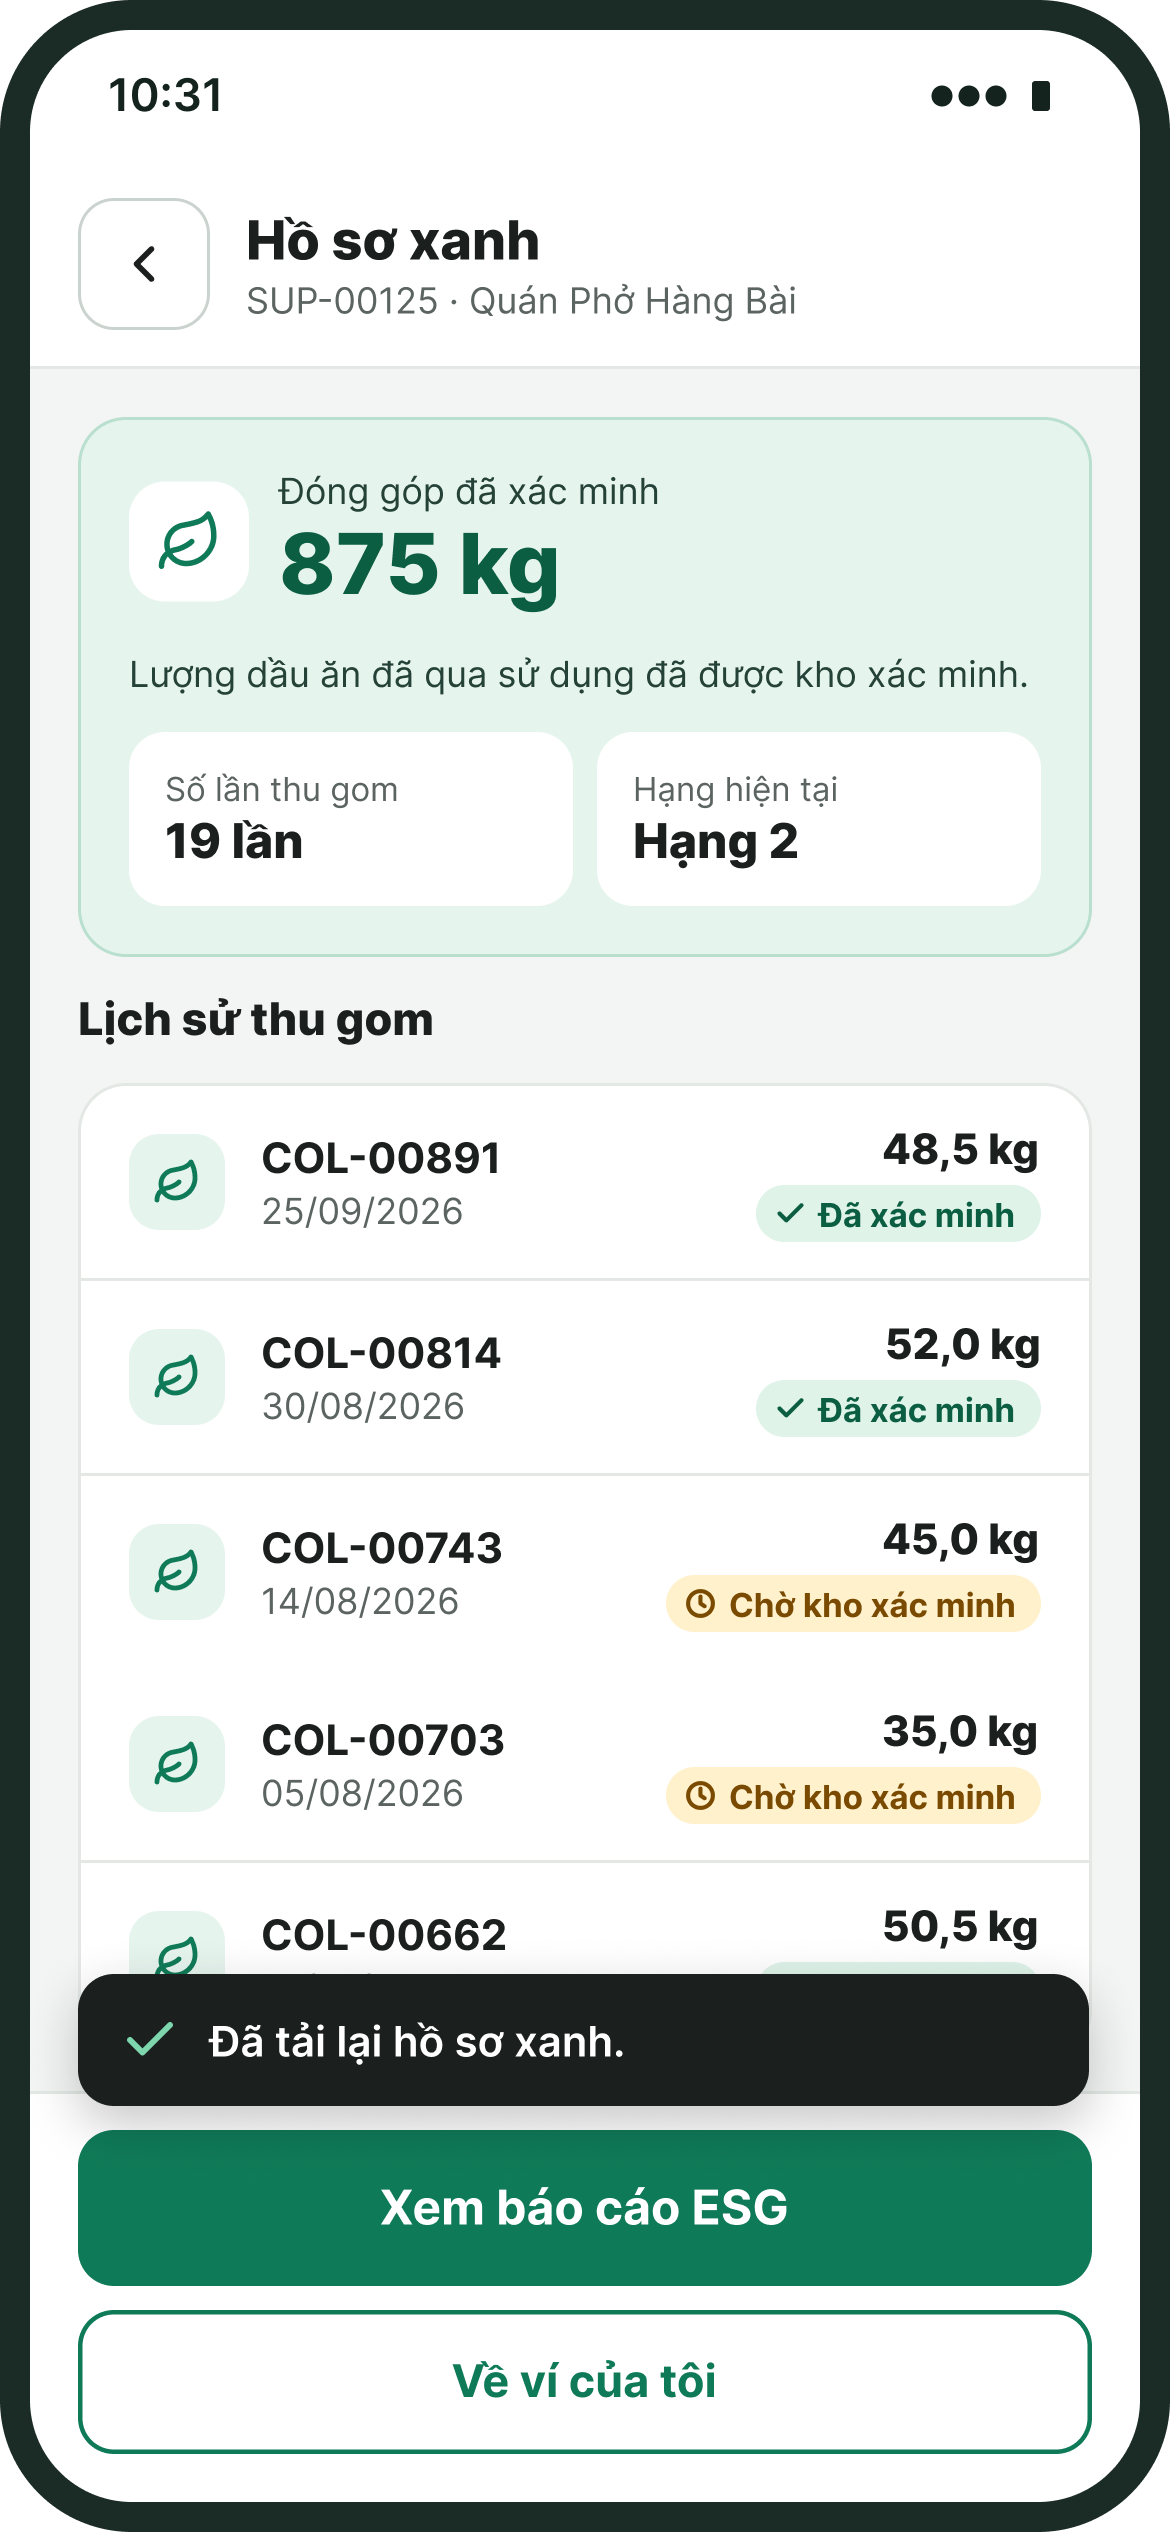 10:31
Hồ sơ xanh
SUP-00125 · Quán Phở Hàng Bài
Đóng góp đã xác minh
875 kg
Lượng dầu ăn đã qua sử dụng đã được kho xác minh.
Số lần thu gom
19 lần
Hạng hiện tại
Hạng 2
Lịch sử thu gom
COL-00891
25/09/2026
48,5 kg
Đã xác minh
COL-00814
30/08/2026
52,0 kg
Đã xác minh
COL-00743
14/08/2026
45,0 kg
Chờ kho xác minh
COL-00703
05/08/2026
35,0 kg
Chờ kho xác minh
COL-00662
50,5 kg
Đã tải lại hồ sơ xanh.
Xem báo cáo ESG
Về ví của tôi